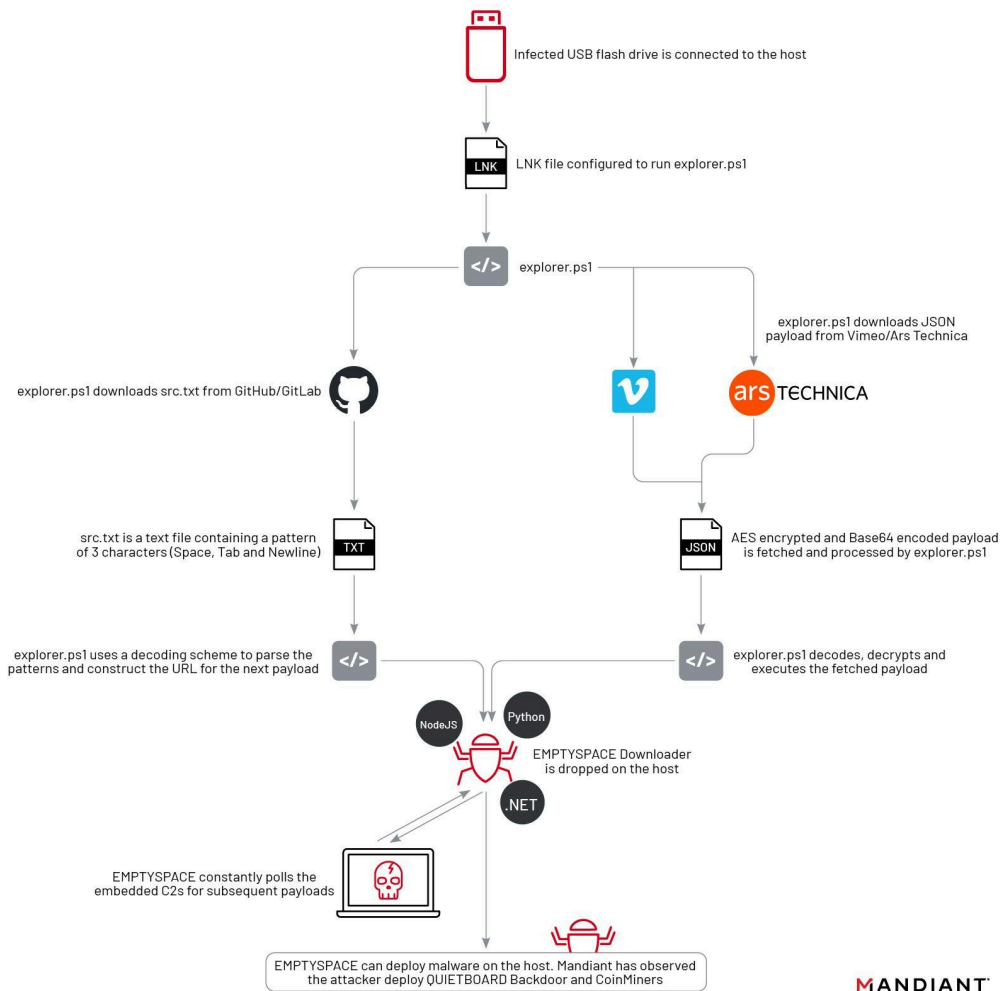 Infected USB flash drive is connected to the host
LNK
LNK file configured to run explorer.ps1
</>
explorer.ps1
explorer.ps1 downloads JSON
payload from Vimeo/Ars Technica
explorer.ps1 downloads src.txt from GitHub/GitLab
ars TECHNICA
src.txt is a text file containing a pattern
of 3 characters (Space, Tab and Newline)
TXT
JSON
AES encrypted and Base64 encoded payload
is fetched and processed by explorer.ps1
explorer.ps1 uses a decoding scheme to parse the
patterns and construct the URL for the next payload
</>
</>
explorer.ps1 decodes, decrypts and
executes the fetched payload
NodeJS
Python
.NET
EMPTYSPACE Downloader
is dropped on the host
EMPTYSPACE constantly polls the
embedded C2s for subsequent payloads
EMPTYSPACE can deploy malware on the host. Mandiant has observed
the attacker deploy QUIETBOARD Backdoor and CoinMiners
MANDIANT